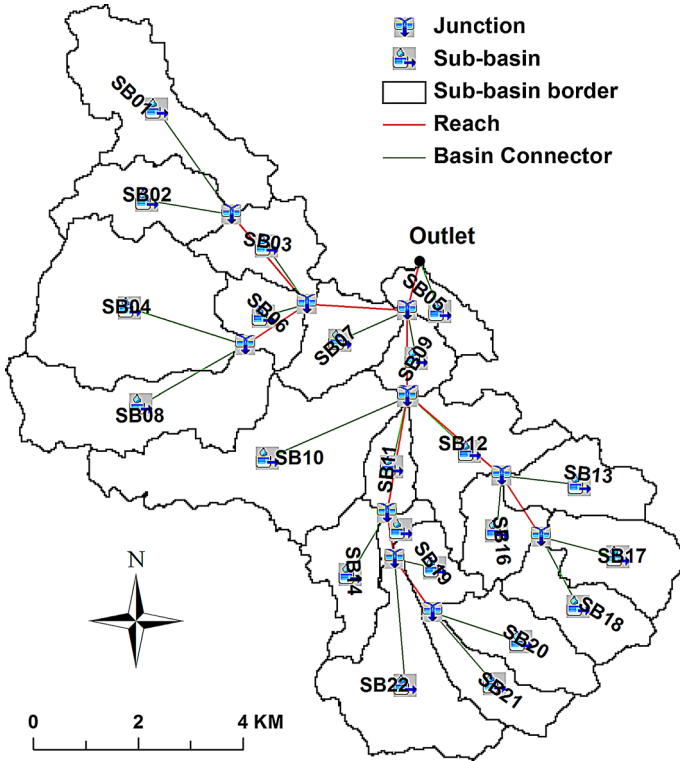 Junction
Sub-basin
Sub-basin border
Reach
Basin Connector
SB01
SB02
SB03
Outlet
SB04
SB05
SB06
SB07
SB09
SB08
SB10
SB11
SB12
SB13
SB14
SB16
SB17
SB18
SB19
SB20
SB21
SB22
N
0 2 4 KM